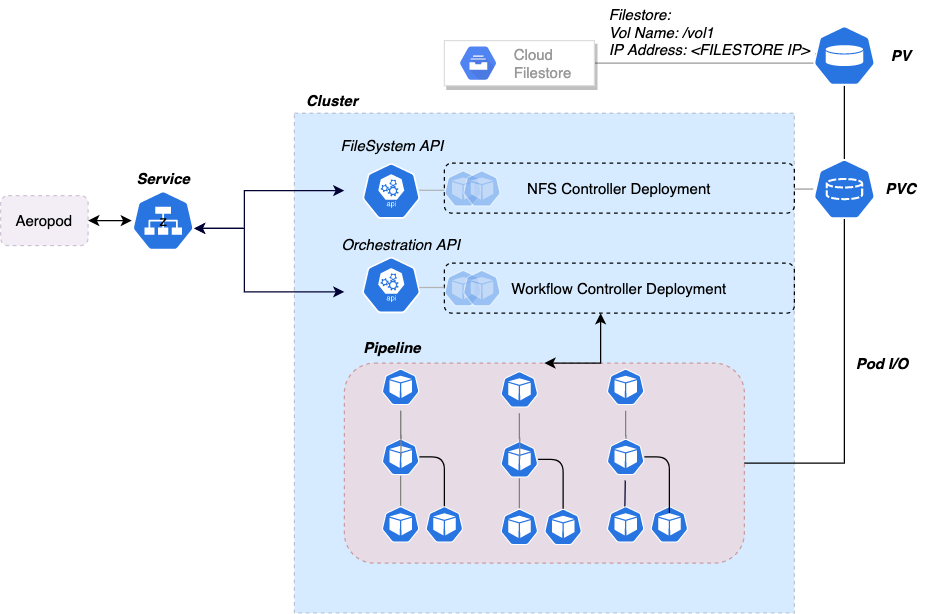 Filestore:
Vol Name: /vol1
IP Address: <FILESTORE IP>
Cloud
Filestore
PV
Cluster
FileSystem API
Service
api
NFS Controller Deployment
PVC
Aeropod
Z
Orchestration API
api
Workflow Controller Deployment
Pipeline
Pod I/O